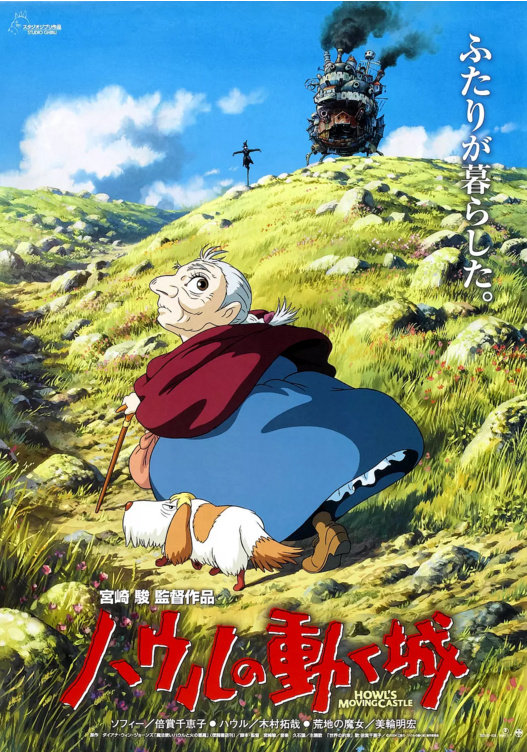 スタジオジブリ作品
STUDIO GHIBLI
ふたりが暮らした。
宮崎 駿 監督作品
ハウルの動く城
HOWL'S
MOVING CASTLE
ソフィー／倍賞千恵子●ハウル／木村拓哉●荒地の魔女／美輪明宏